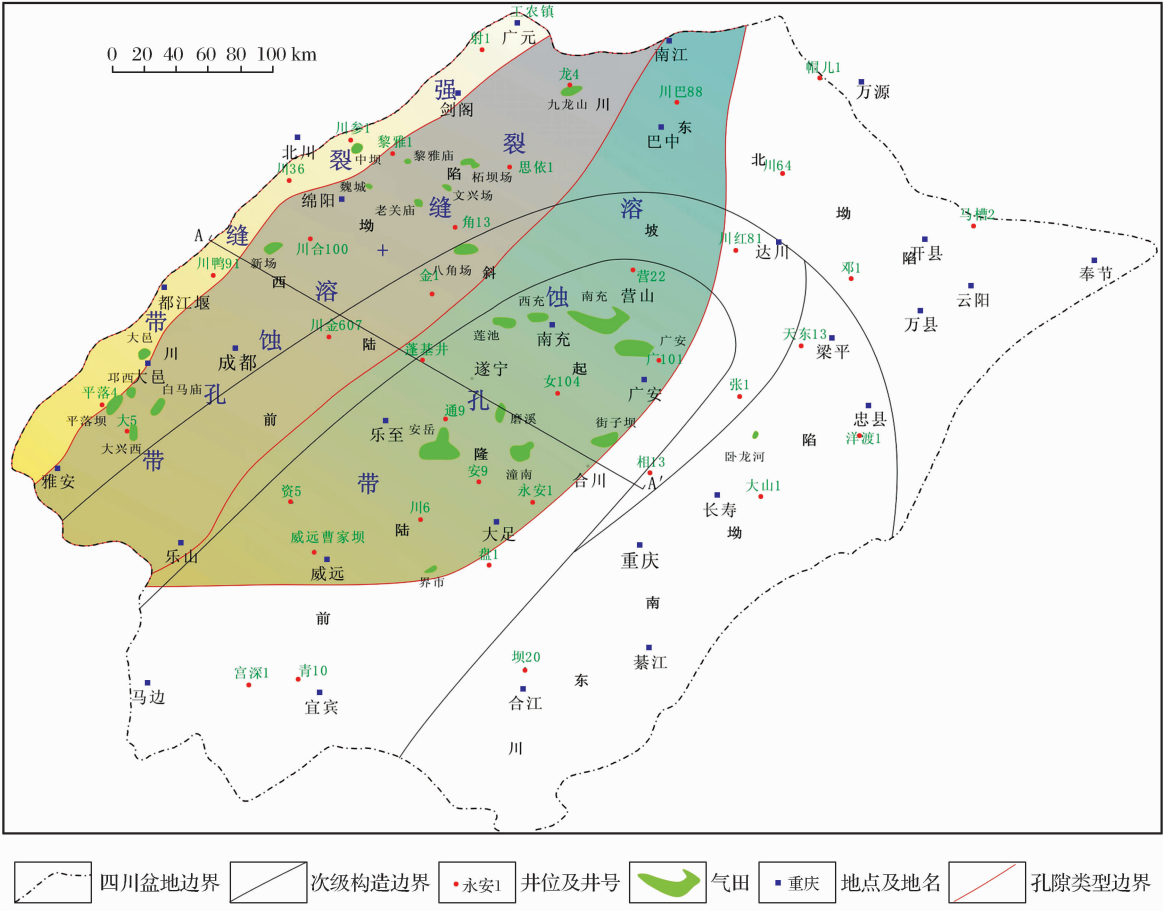 工农镇
射1
广元
0 20 40 60 80 100 km
南江
龙4
川巴88
帽儿1
万源
强
剑阁
九龙山
川
川参1
北川
裂
中坝
黎雅1
黎雅庙
裂
巴中
东
川36
陷
柘坝场
思依1
北
川64
魏城
绵阳
文兴场
老关庙
缝
溶
坳
角13
坡
坳
马槽2
A
缝
川合100
川红81
达川
开县
陷
川鸭91
新场
金1
八角场
斜
营22
邓1
奉节
西
溶
西充
蚀
南充
营山
都江堰
云阳
带
川金607
莲池
南充
万县
大邑
川
蚀
陆
蓬基井
广安
天东13
梁平
成都
广101
大邑
遂宁
起
邛西
白马庙
孔
女104
广安
张1
平落4
孔
平落坝
大5
前
通9
磨溪
街子坝
忠县
乐至
安岳
洋渡1
大兴西
隆
陷
卧龙河
带
雅安
带
安9
潼南
合川
相13
A′
大山1
资5
永安1
川6
长寿
威远曹家坝
陆
大足
坳
乐山
威远
盘1
重庆
界市
前
南
宫深1
青10
坝20
綦江
马边
宜宾
东
合江
川
四川盆地边界
次级构造边界
永安1
井位及井号
气田
重庆
地点及地名
孔隙类型边界